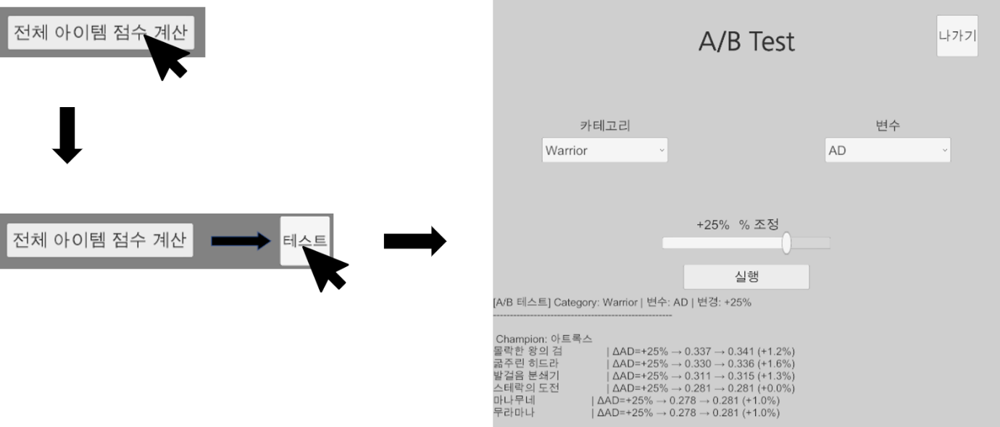 전체 아이템 점수 계산
전체 아이템 점수 계산
테스트
A/B Test
나가기
카테고리
변수
Warrior
AD
+25% % 조정
실행
[A/B 테스트] Category: Warrior | 변수: AD | 변경: +25%
------------------------------------------------------
Champion: 아트록스
몰락한 왕의 검 | ΔAD=+25% → 0.337 → 0.341 (+1.2%)
굶주린 히드라 | ΔAD=+25% → 0.330 → 0.336 (+1.6%)
발걸음 분쇄기 | ΔAD=+25% → 0.311 → 0.315 (+1.3%)
스테락의 도전 | ΔAD=+25% → 0.281 → 0.281 (+0.0%)
마나무네 | ΔAD=+25% → 0.278 → 0.281 (+1.0%)
무라마나 | ΔAD=+25% → 0.278 → 0.281 (+1.0%)